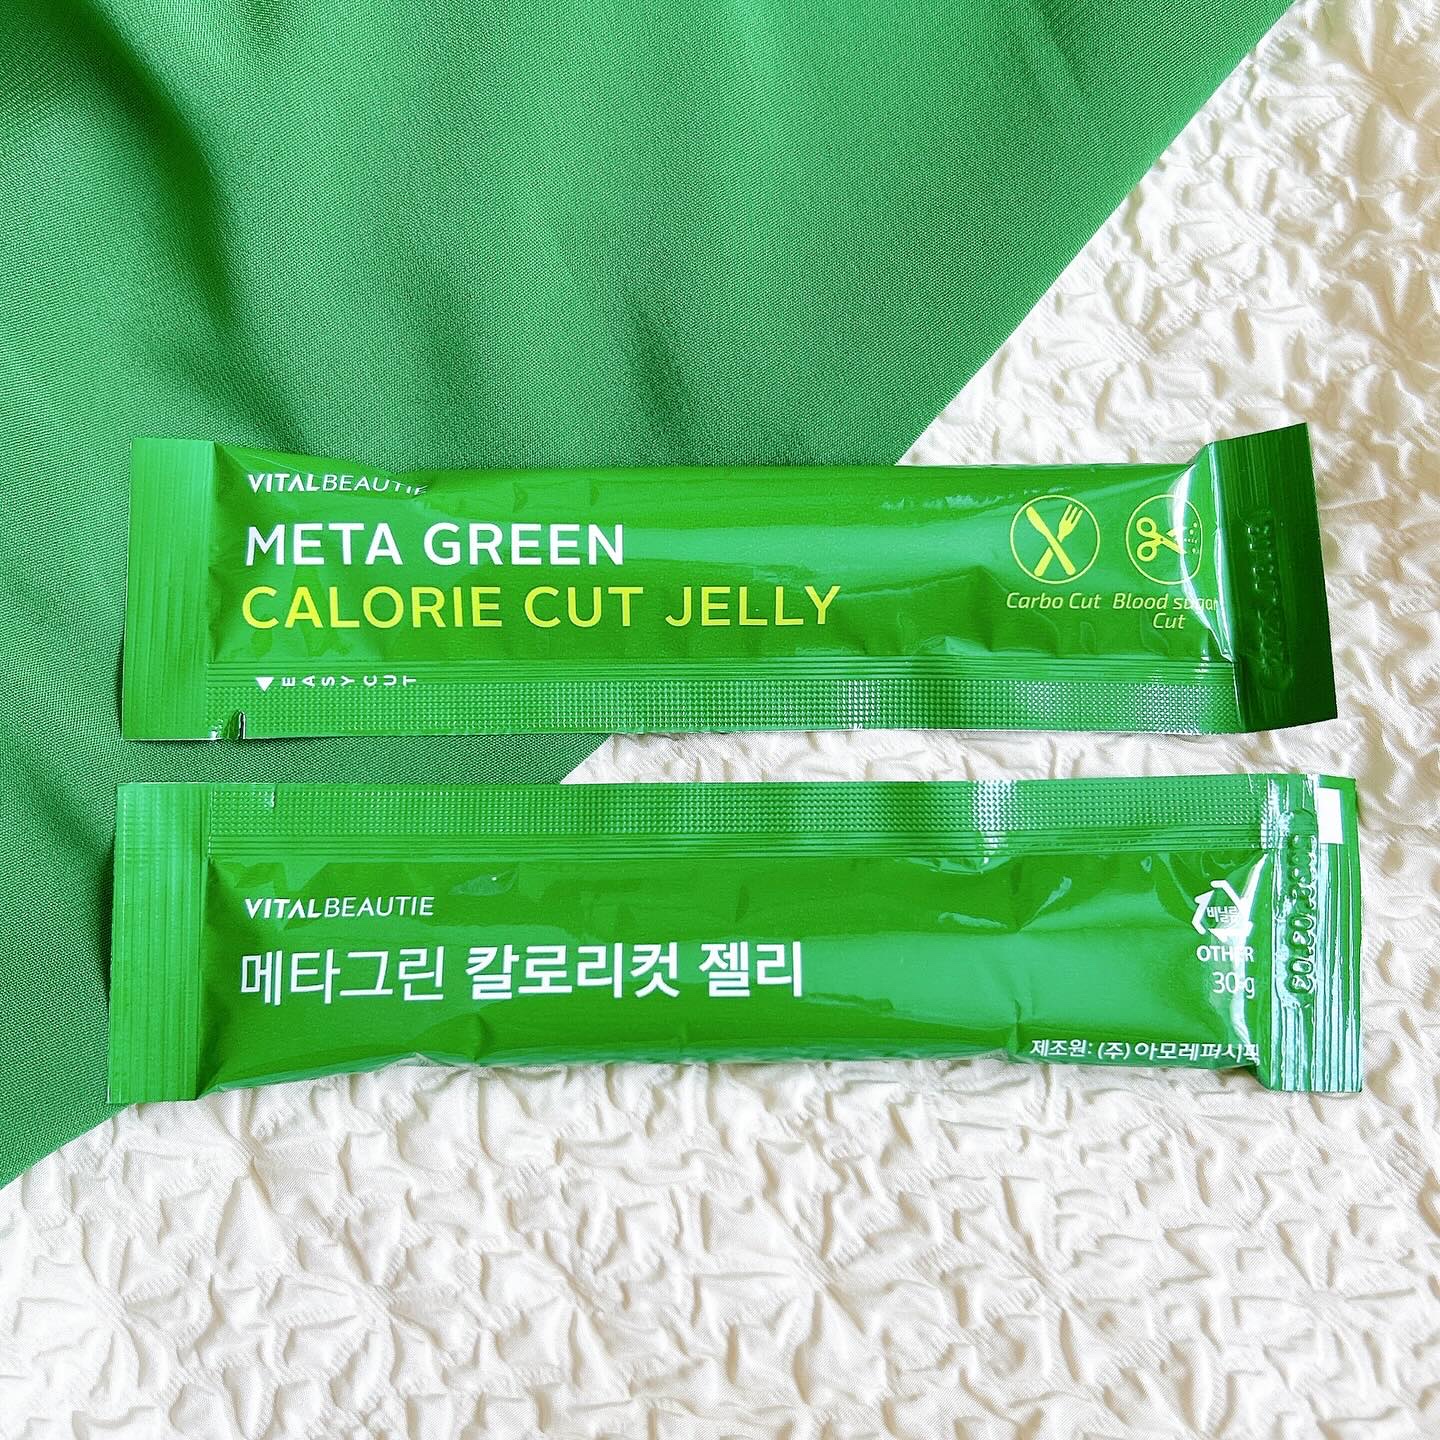 VITALBEAUTIE
META GREEN
CALORIE CUT JELLY
Carbo Cut
Blood sugar
Cut
EASY CUT
VITALBEAUTIE
메타그린 칼로리컷 젤리
비닐류
OTHER
30g
제조원: (주)아모레퍼시픽